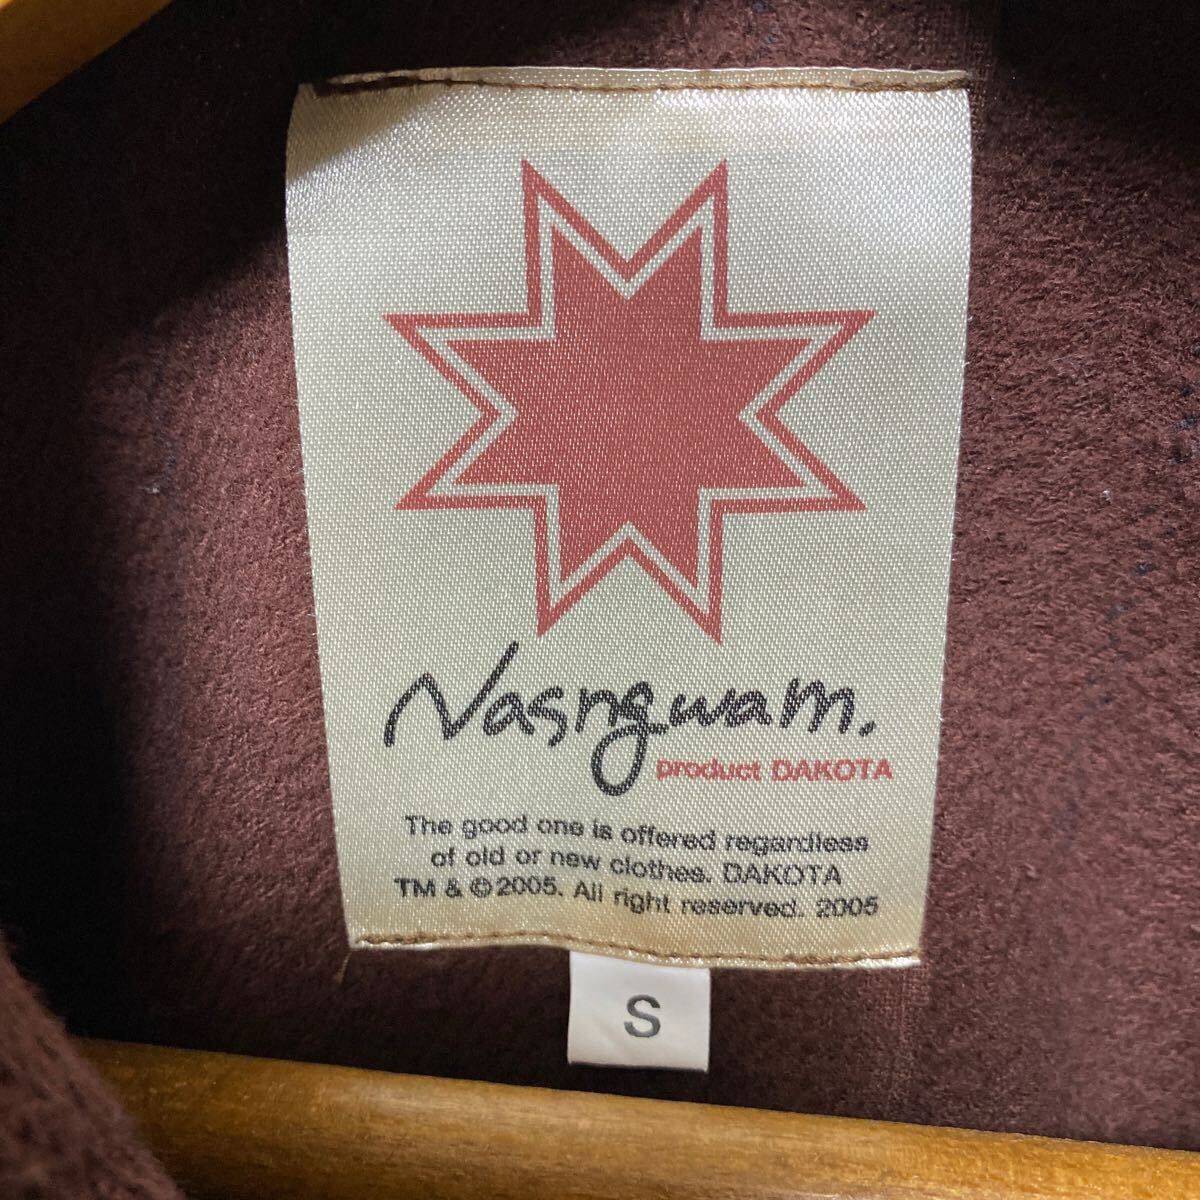 Nasngwam.
product DAKOTA
The good one is offered regardless
of old or new clothes. DAKOTA
TM & ©2005. All right reserved. 2005
S